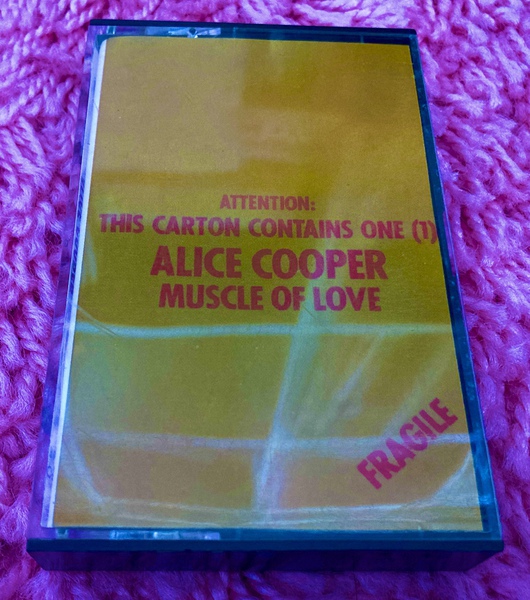 ATTENTION:
THIS CARTON CONTAINS ONE (1)
ALICE COOPER
MUSCLE OF LOVE
FRAGILE